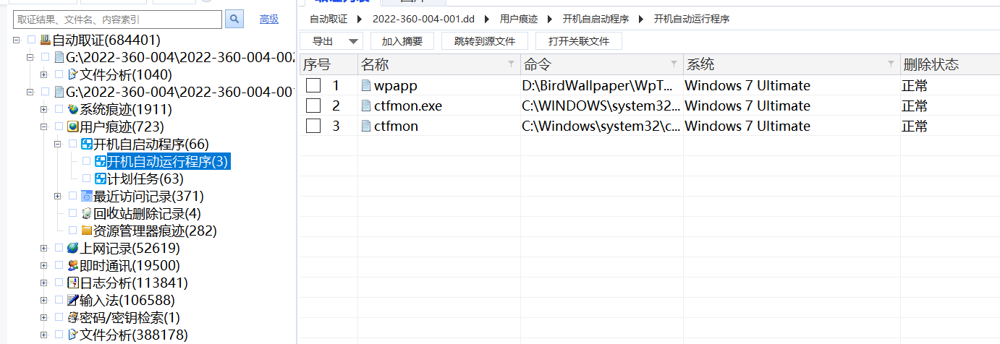 取证结果、文件名、内容索引
高级
自动取证(684401)
G:\2022-360-004\2022-360-002
文件分析(1040)
G:\2022-360-004\2022-360-004-001
系统痕迹(1911)
用户痕迹(723)
开机自启动程序(66)
开机自动运行程序(3)
计划任务(63)
最近访问记录(371)
回收站删除记录(4)
资源管理器痕迹(282)
上网记录(52619)
即时通讯(19500)
日志分析(113841)
输入法(106588)
密码/密钥检索(1)
文件分析(388178)
自动取证 2022-360-004-001.dd 用户痕迹 开机自启动程序 开机自动运行程序
导出 加入摘要 跳转到源文件 打开关联文件
序号 名称 命令 系统 删除状态
1 wpapp D:\BirdWallpaper\WpT... Windows 7 Ultimate 正常
2 ctfmon.exe C:\WINDOWS\system32... Windows 7 Ultimate 正常
3 ctfmon C:\Windows\system32\c... Windows 7 Ultimate 正常